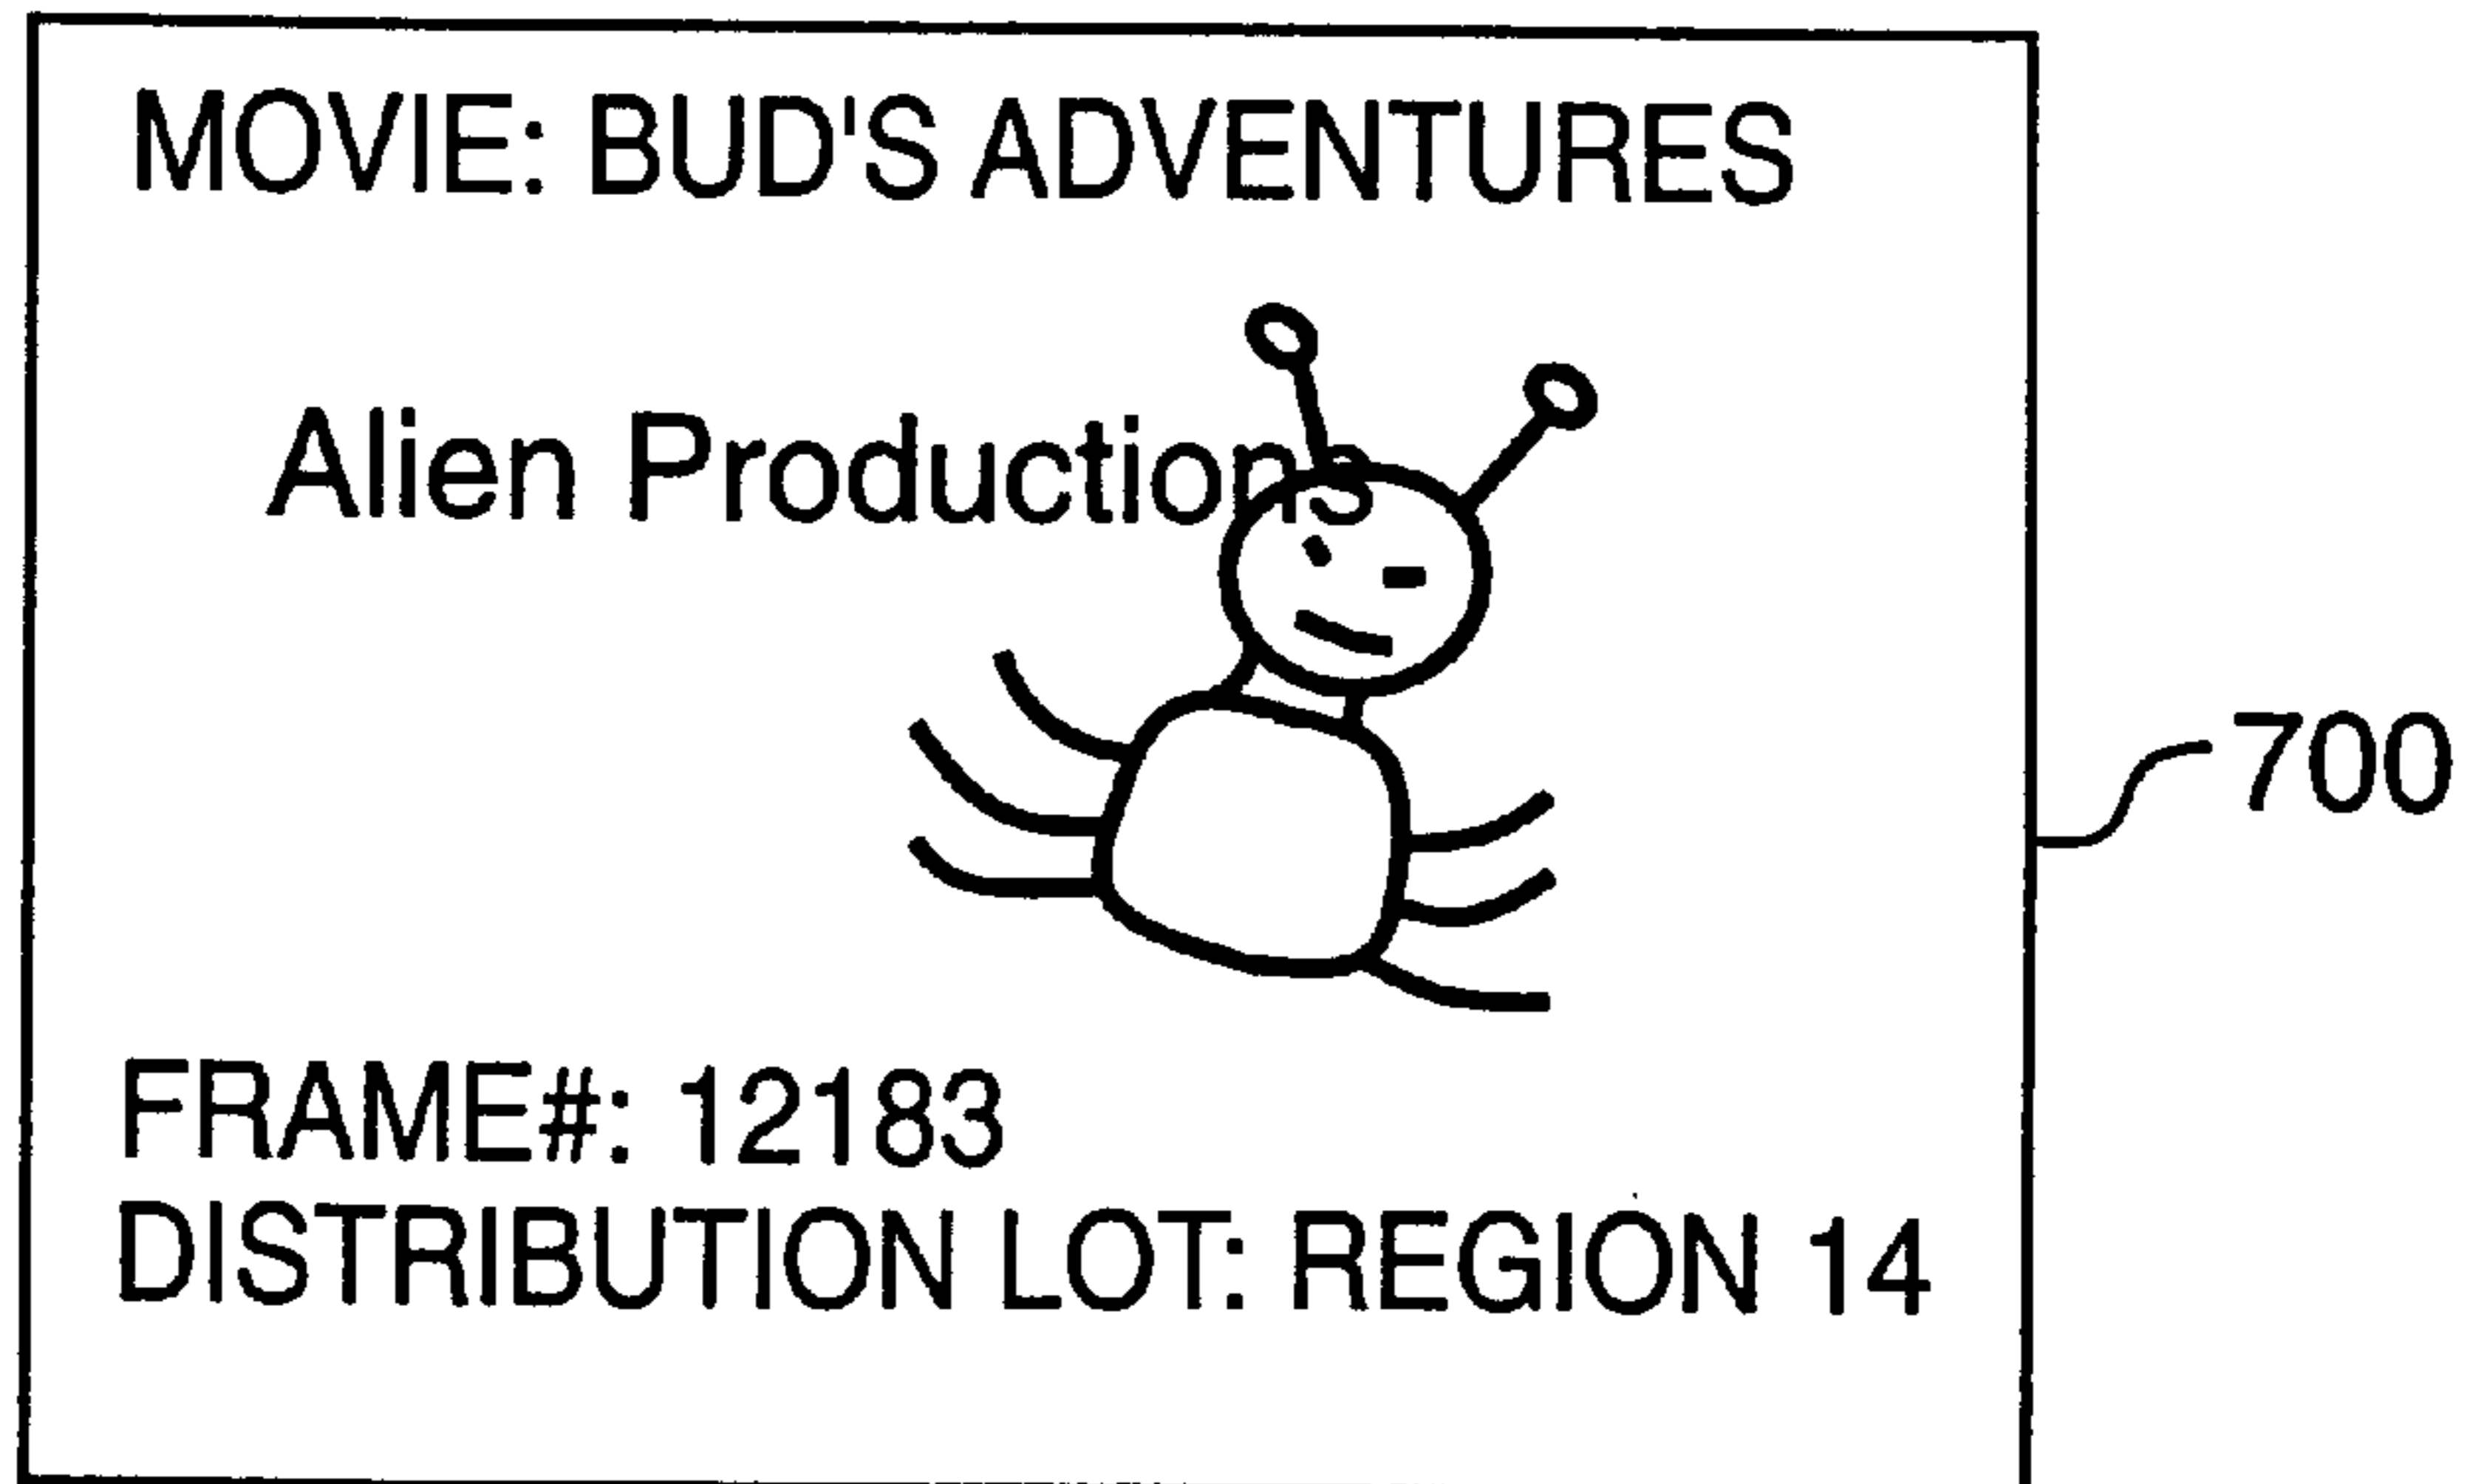 MOVIE: BUD'S ADVENTURES
Alien Productions
700
FRAME#: 12183
DISTRIBUTION LOT: REGION 14